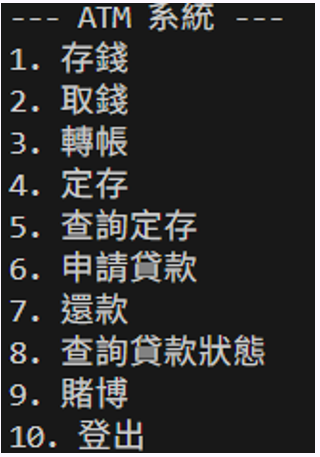 --- ATM 系統 ---
1. 存錢
2. 取錢
3. 轉帳
4. 定存
5. 查詢定存
6. 申請貸款
7. 還款
8. 查詢貸款狀態
9. 賭博
10. 登出